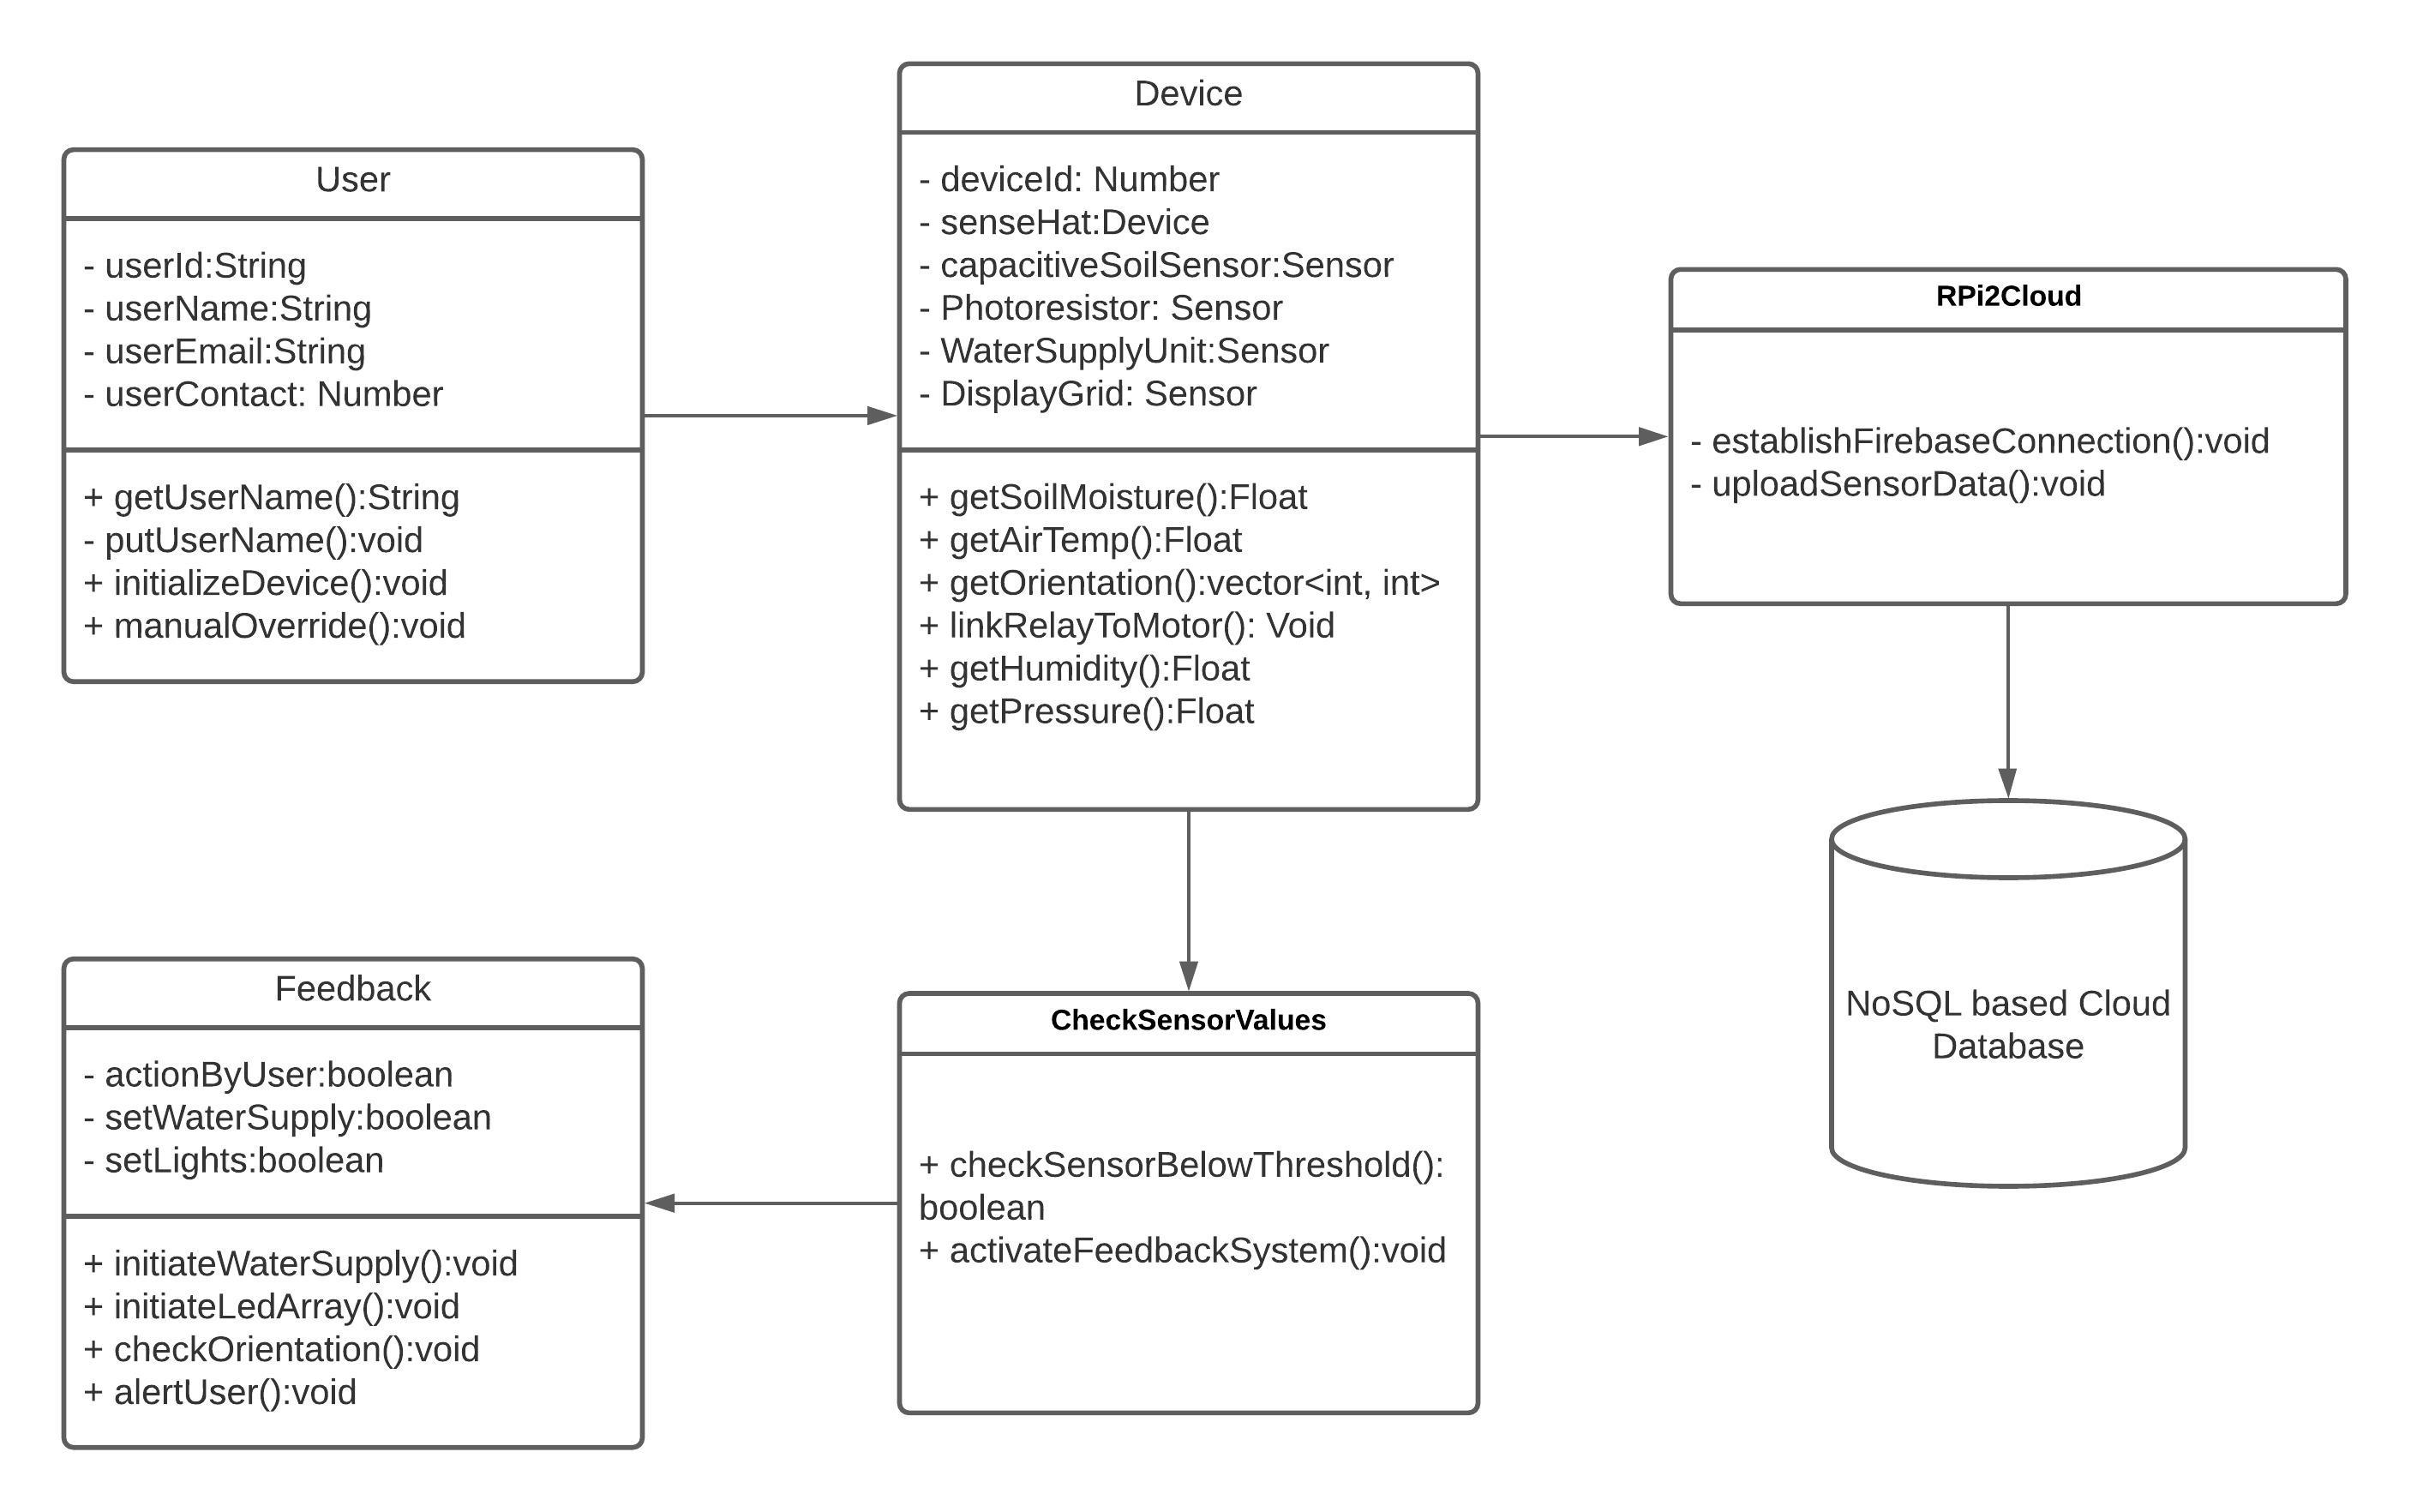 User
- userId:String
- userName:String
- userEmail:String
- userContact: Number
+ getUserName():String
- putUserName():void
+ initializeDevice():void
+ manualOverride():void
Device
- deviceId: Number
- senseHat:Device
- capacitiveSoilSensor:Sensor
- Photoresistor: Sensor
- WaterSupplyUnit:Sensor
- DisplayGrid: Sensor
+ getSoilMoisture():Float
+ getAirTemp():Float
+ getOrientation():vector<int, int>
+ linkRelayToMotor(): Void
+ getHumidity():Float
+ getPressure():Float
RPi2Cloud
- establishFirebaseConnection():void
- uploadSensorData():void
NoSQL based Cloud
Database
CheckSensorValues
+ checkSensorBelowThreshold():
boolean
+ activateFeedbackSystem():void
Feedback
- actionByUser:boolean
- setWaterSupply:boolean
- setLights:boolean
+ initiateWaterSupply():void
+ initiateLedArray():void
+ checkOrientation():void
+ alertUser():void